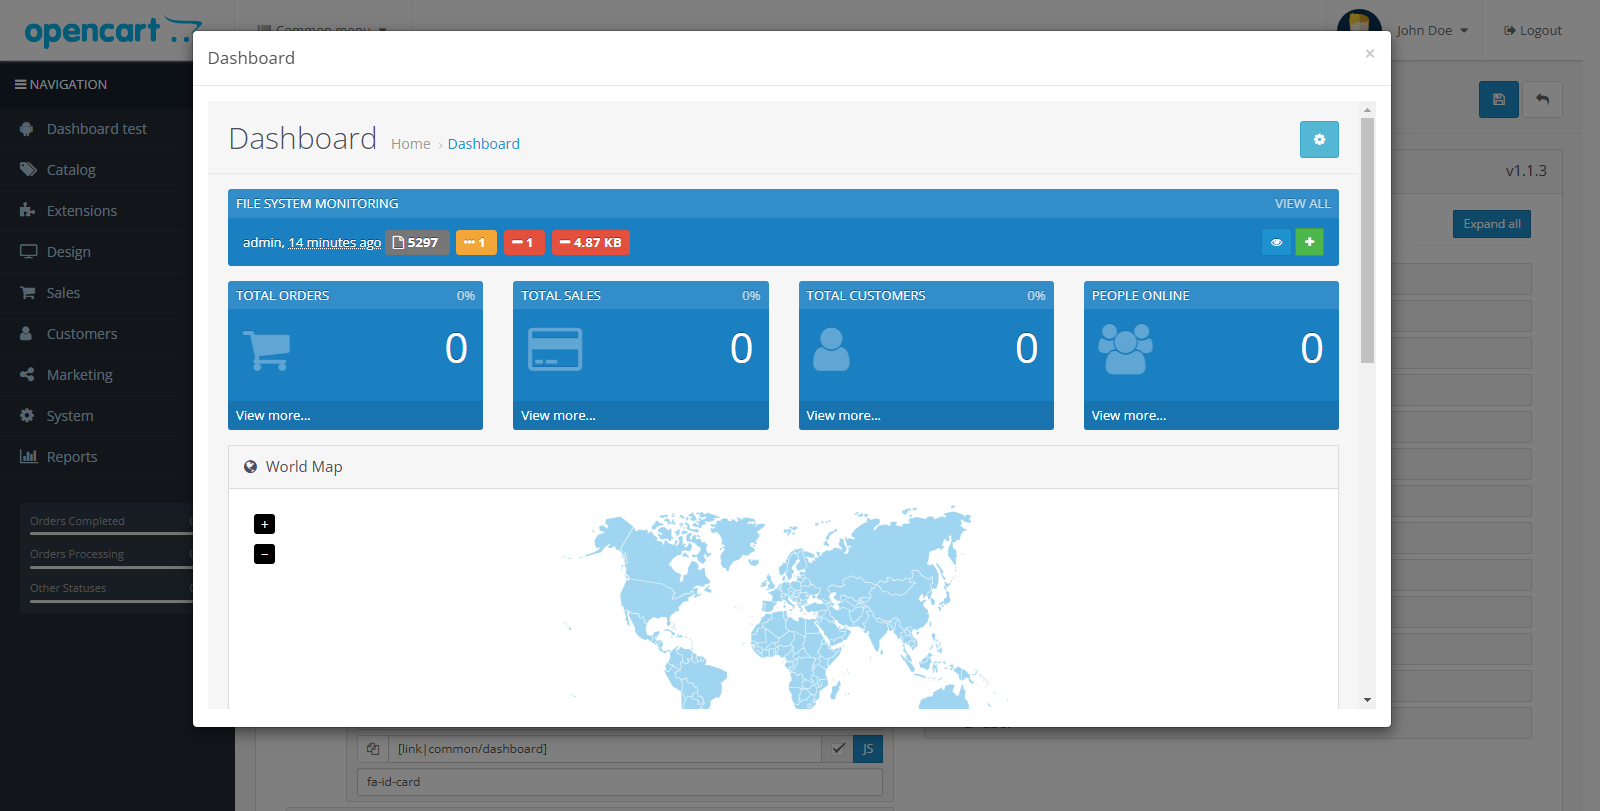 opencart
Common menu
John Doe
Logout
Dashboard
×
NAVIGATION
Dashboard test
Catalog
Extensions
Design
Sales
Customers
Marketing
System
Reports
Orders Completed
Orders Processing
Other Statuses
Dashboard
Home › Dashboard
FILE SYSTEM MONITORING
VIEW ALL
admin, 14 minutes ago
5297
1
1
4.87 KB
TOTAL ORDERS
0%
0
View more...
TOTAL SALES
0%
0
View more...
TOTAL CUSTOMERS
0%
0
View more...
PEOPLE ONLINE
0
View more...
World Map
+
−
v1.1.3
Expand all
[link|common/dashboard]
JS
fa-id-card